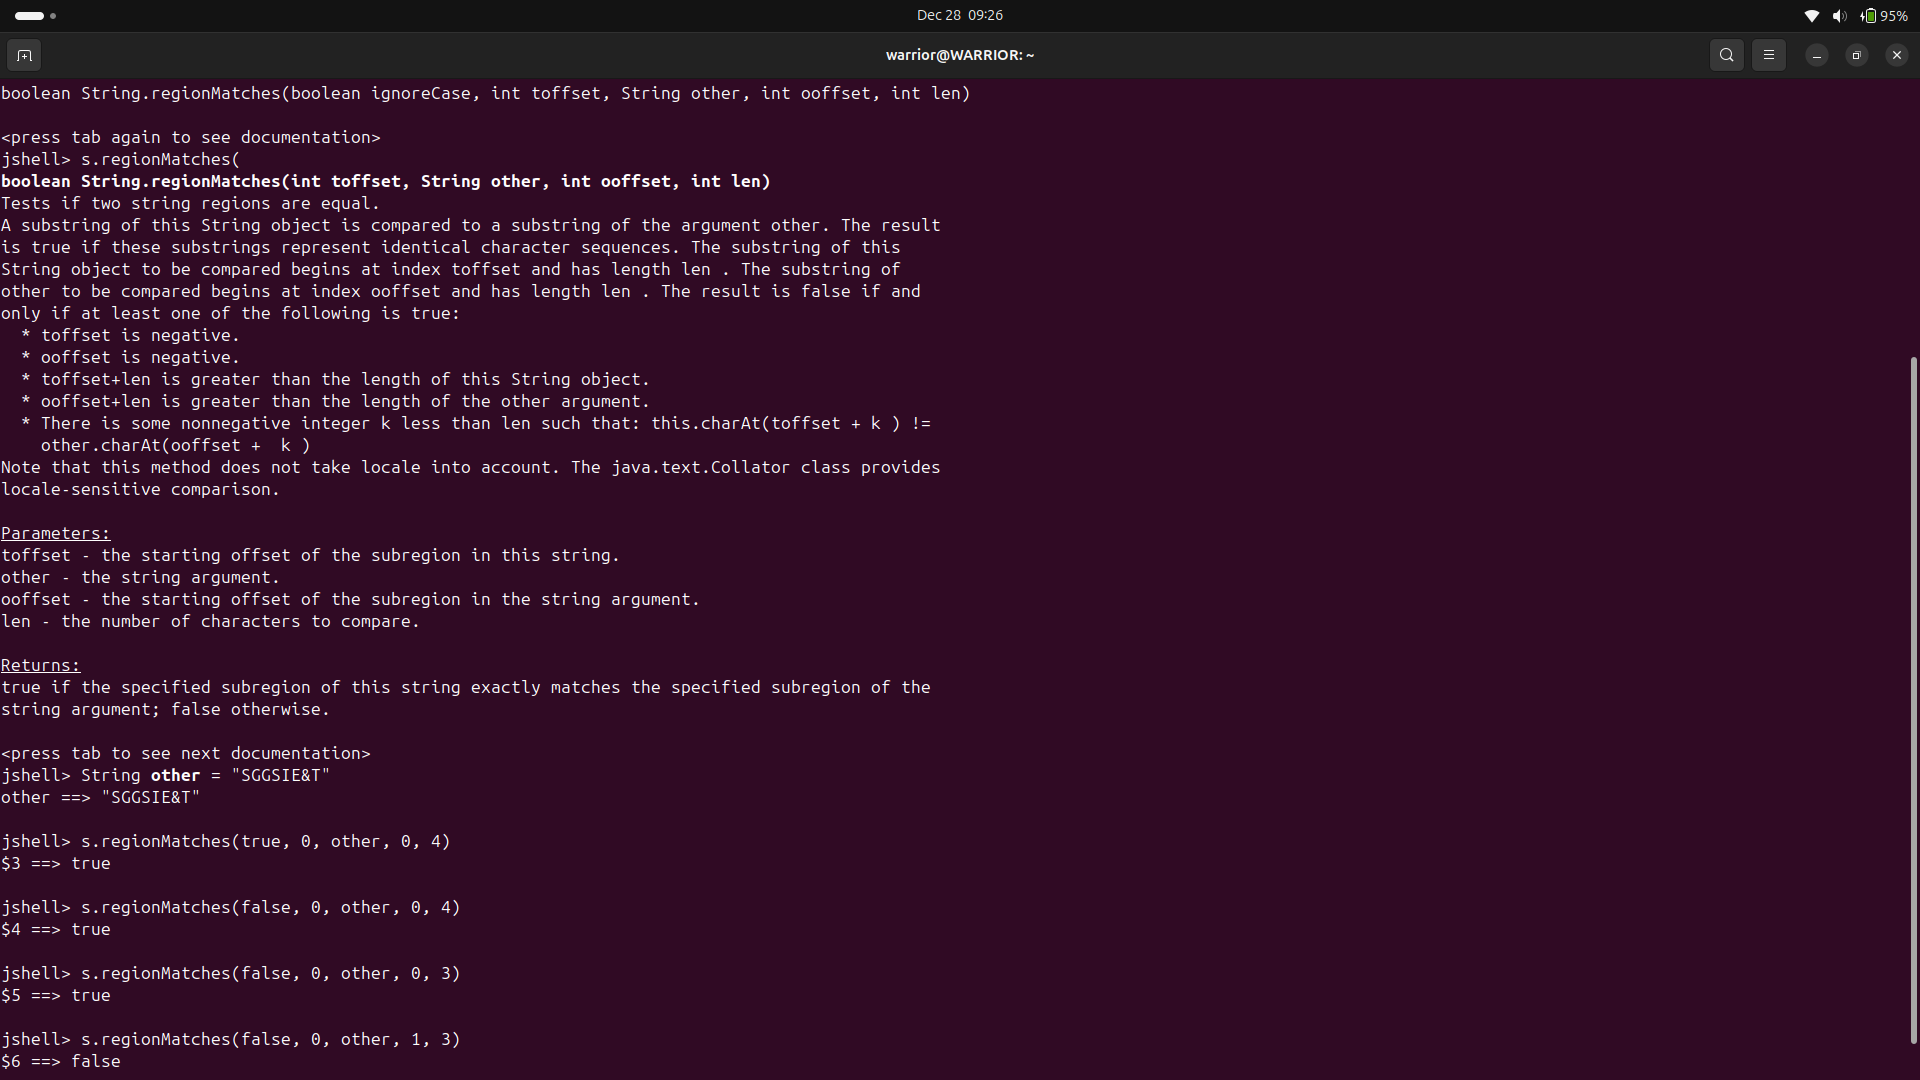 Dec 28 09:26
95%
warrior@WARRIOR: ~
boolean String.regionMatches(boolean ignoreCase, int toffset, String other, int ooffset, int len)
<press tab again to see documentation>
jshell> s.regionMatches(
boolean String.regionMatches(int toffset, String other, int ooffset, int len)
Tests if two string regions are equal.
A substring of this String object is compared to a substring of the argument other. The result
is true if these substrings represent identical character sequences. The substring of this
String object to be compared begins at index toffset and has length len . The substring of
other to be compared begins at index ooffset and has length len . The result is false if and
only if at least one of the following is true:
  * toffset is negative.
  * ooffset is negative.
  * toffset+len is greater than the length of this String object.
  * ooffset+len is greater than the length of the other argument.
  * There is some nonnegative integer k less than len such that: this.charAt(toffset + k ) !=
    other.charAt(ooffset +  k )
Note that this method does not take locale into account. The java.text.Collator class provides
locale-sensitive comparison.
Parameters:
toffset - the starting offset of the subregion in this string.
other - the string argument.
ooffset - the starting offset of the subregion in the string argument.
len - the number of characters to compare.
Returns:
true if the specified subregion of this string exactly matches the specified subregion of the
string argument; false otherwise.
<press tab to see next documentation>
jshell> String other = "SGGSIE&T"
other ==> "SGGSIE&T"
jshell> s.regionMatches(true, 0, other, 0, 4)
$3 ==> true
jshell> s.regionMatches(false, 0, other, 0, 4)
$4 ==> true
jshell> s.regionMatches(false, 0, other, 0, 3)
$5 ==> true
jshell> s.regionMatches(false, 0, other, 1, 3)
$6 ==> false